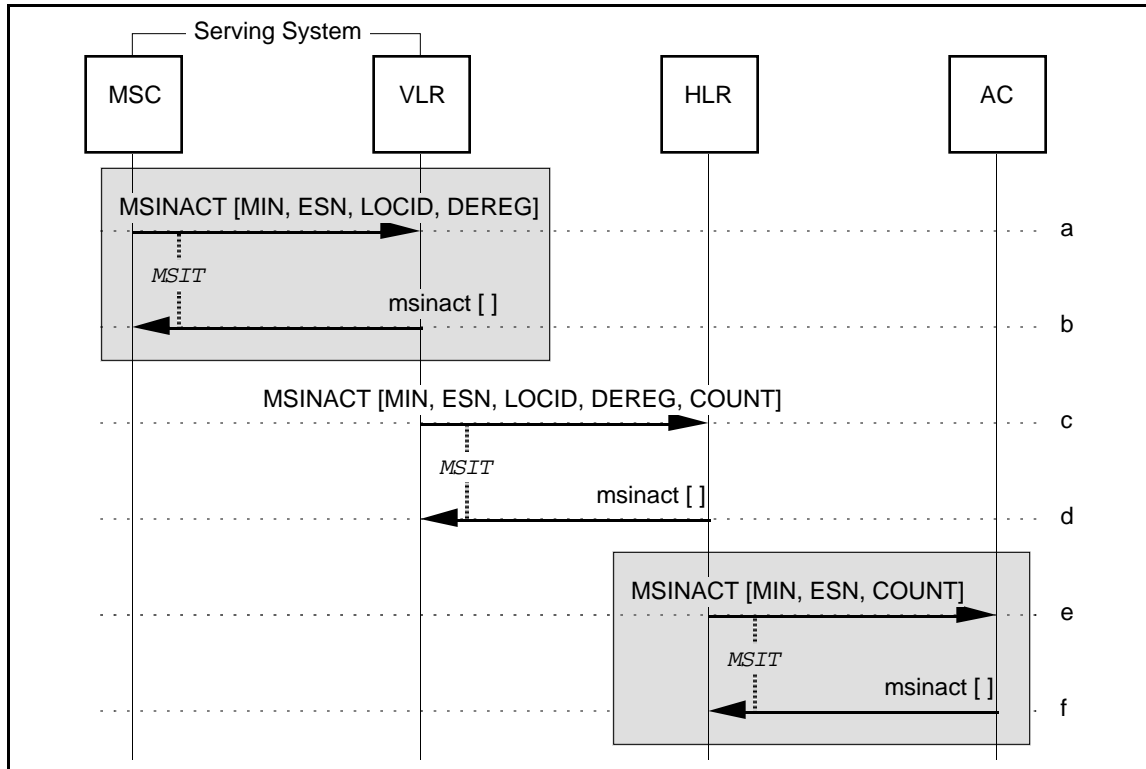 Serving System
MSC
VLR
HLR
AC
MSINACT [MIN, ESN, LOCID, DEREG]
a
MSIT
msinact [ ]
b
MSINACT [MIN, ESN, LOCID, DEREG, COUNT]
c
MSIT
msinact [ ]
d
MSINACT [MIN, ESN, COUNT]
e
MSIT
msinact [ ]
f